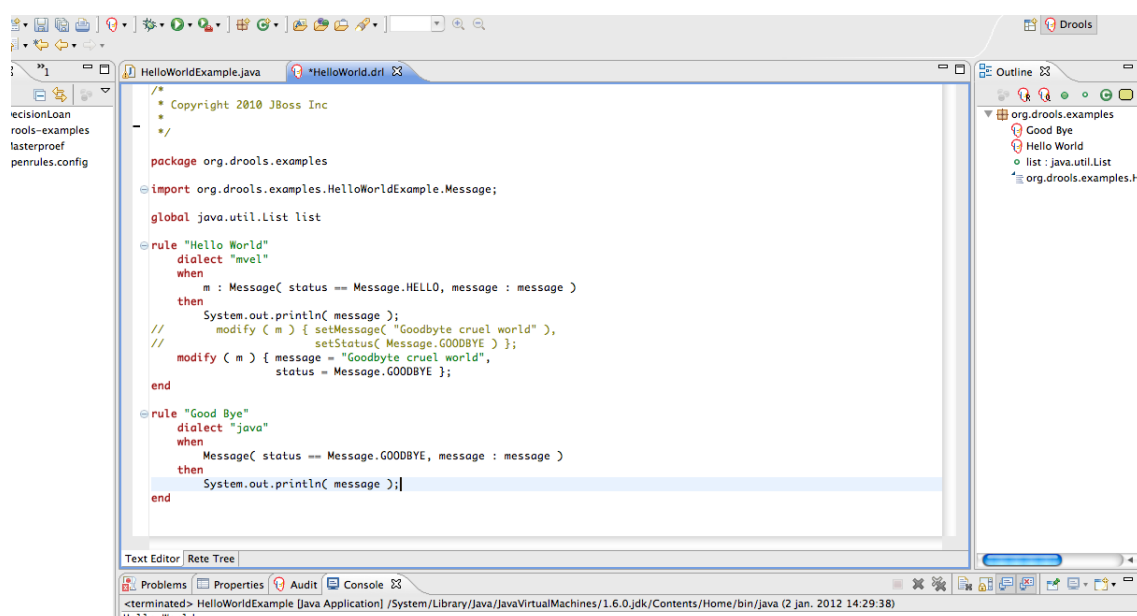 Drools
»1
HelloWorldExample.java
*HelloWorld.drl
Outline
ecisionLoan
rools-examples
lasterproef
penrules.config
/*
* Copyright 2010 JBoss Inc
*
*/
package org.drools.examples
import org.drools.examples.HelloWorldExample.Message;
global java.util.List list
rule "Hello World"
dialect "mvel"
when
m : Message( status == Message.HELLO, message : message )
then
System.out.println( message );
// modify ( m ) { setMessage( "Goodbyte cruel world" ),
// setStatus( Message.GOODBYE ) };
modify ( m ) { message = "Goodbyte cruel world",
status = Message.GOODBYE };
end
rule "Good Bye"
dialect "java"
when
Message( status == Message.GOODBYE, message : message )
then
System.out.println( message );
end
org.drools.examples
Good Bye
Hello World
list : java.util.List
org.drools.examples.H
Text Editor Rete Tree
Problems Properties Audit Console
<terminated> HelloWorldExample [Java Application] /System/Library/Java/JavaVirtualMachines/1.6.0.jdk/Contents/Home/bin/java (2 jan. 2012 14:29:38)